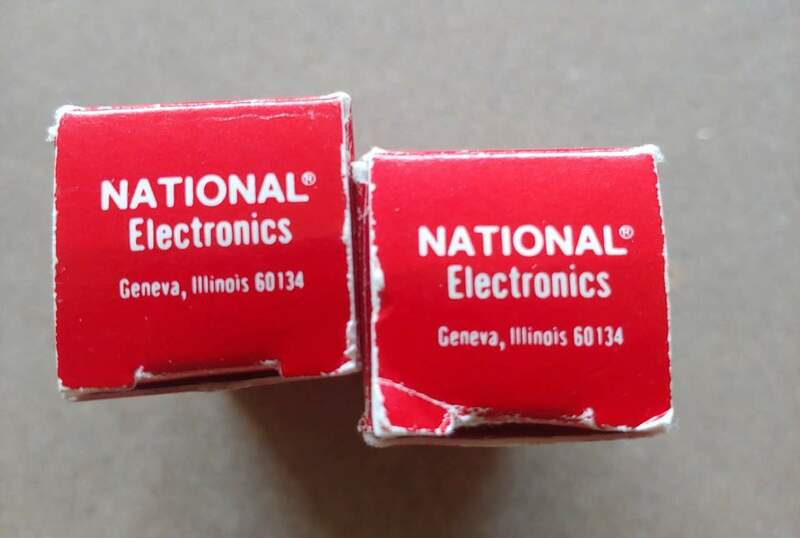 NATIONAL®
Electronics
Geneva, Illinois 60134
NATIONAL®
Electronics
Geneva, Illinois 60134